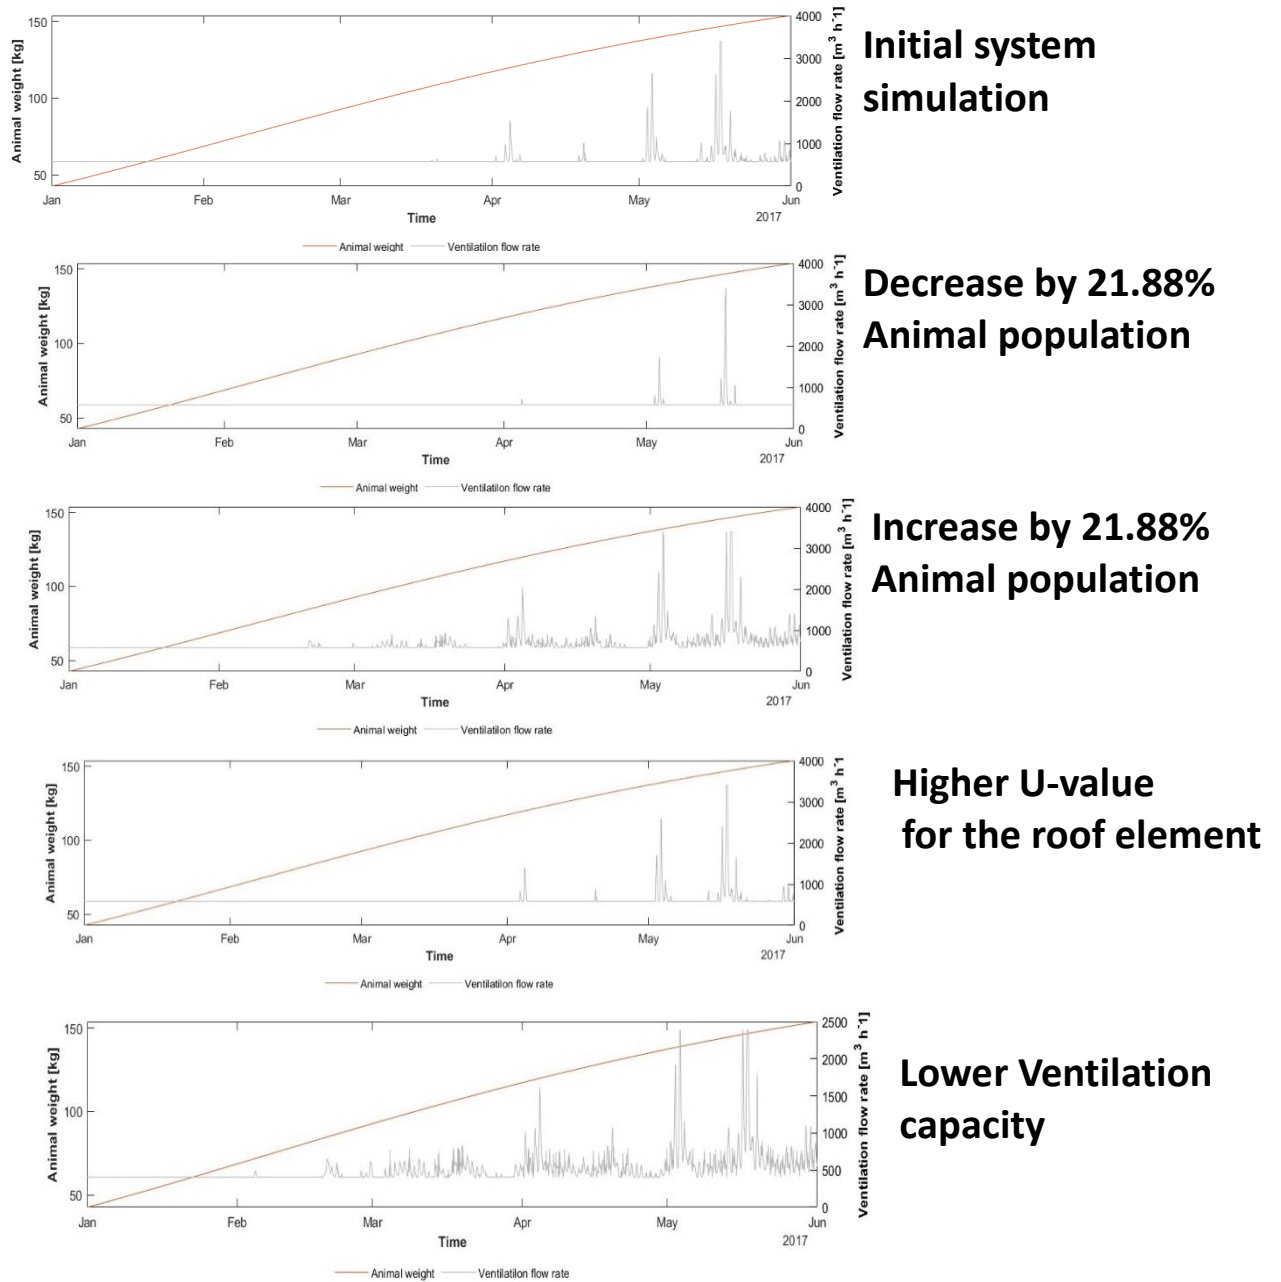 150
100
50
Animal weight [kg]
4000
3000
2000
1000
0
Ventilation flow rate [m³ h⁻1]
Jan Feb Mar Apr May Jun
Time
2017
Animal weight Ventilatilon flow rate
Initial system
simulation
150
100
50
Animal weight [kg]
4000
3000
2000
1000
0
Ventilation flow rate [m³ h⁻1]
Jan Feb Mar Apr May Jun
Time
2017
Animal weight Ventilatilon flow rate
Decrease by 21.88%
Animal population
150
100
50
Animal weight [kg]
4000
3000
2000
1000
0
Ventilation flow rate [m³ h⁻1]
Jan Feb Mar Apr May Jun
Time
2017
Animal weight Ventilatilon flow rate
Increase by 21.88%
Animal population
150
100
50
Animal weight [kg]
4000
3000
2000
1000
0
Ventilation flow rate [m³ h⁻1
Jan Feb Mar Apr May Jun
Time
2017
Animal weight Ventilatilon flow rate
Higher U-value
for the roof element
150
100
50
Animal weight [kg]
2500
2000
1500
1000
500
0
Ventilation flow rate [m³ h⁻1]
Jan Feb Mar Apr May Jun
Time
2017
Animal weight Ventilatilon flow rate
Lower Ventilation
capacity